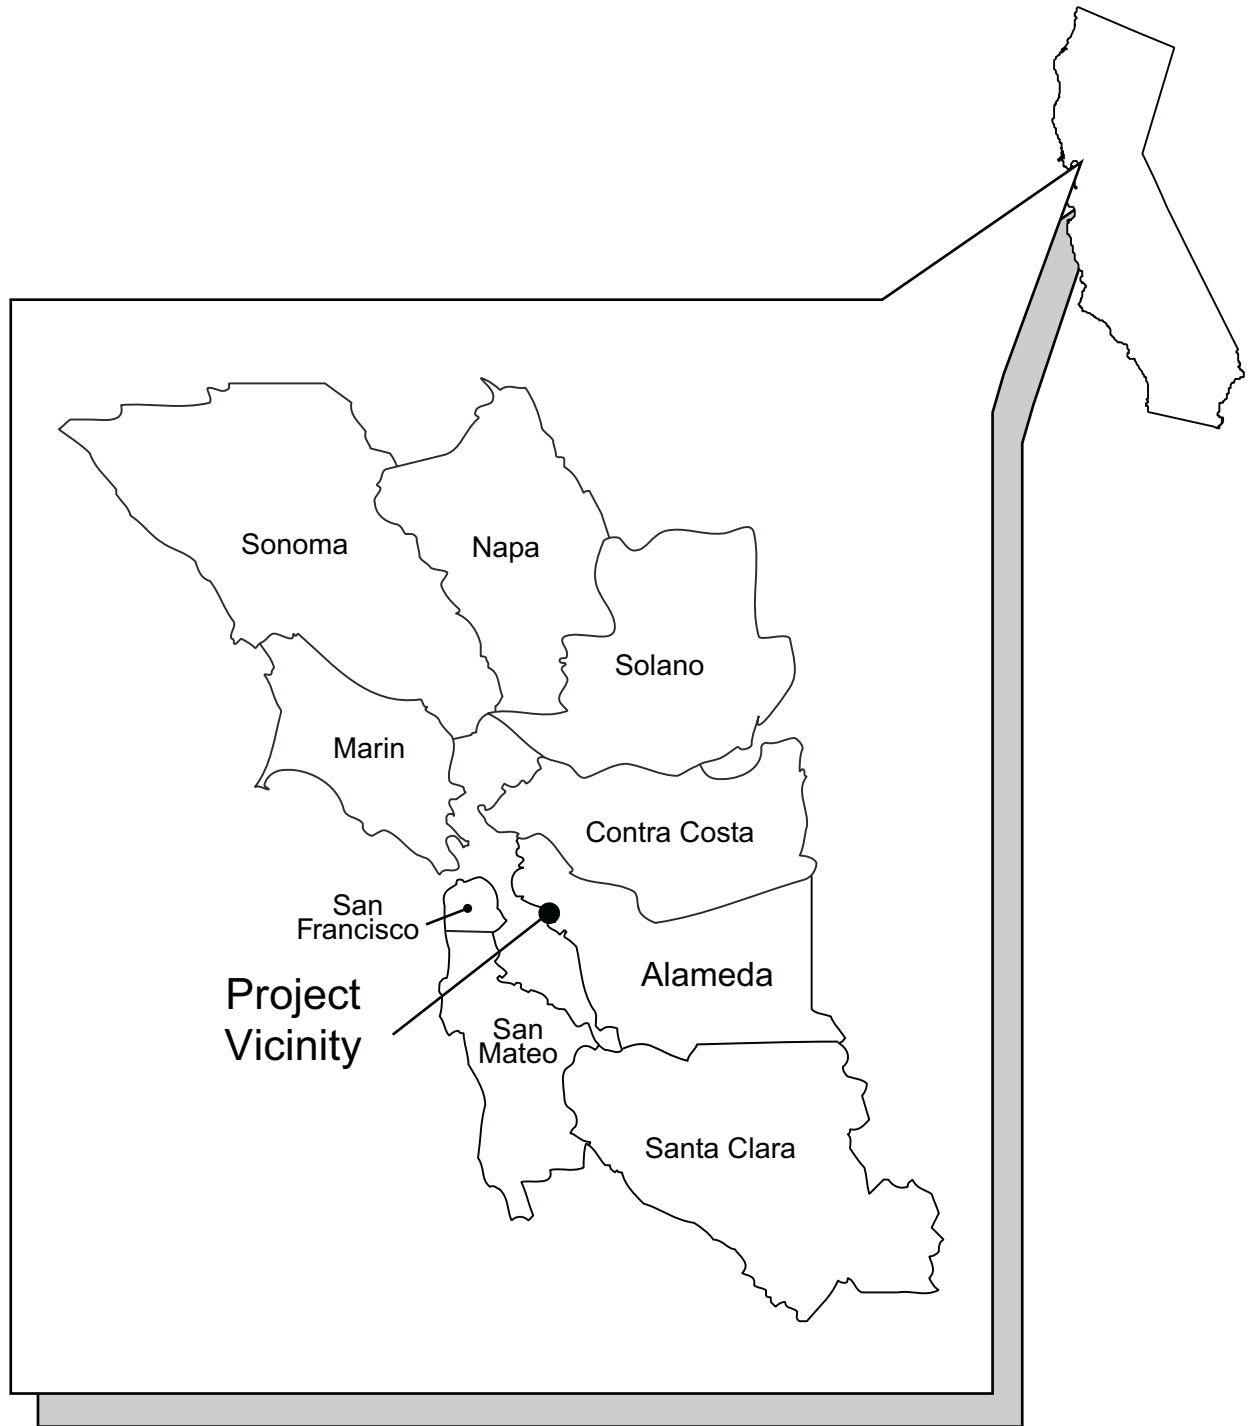 Sonoma
Napa
Solano
Marin
Contra Costa
San
Francisco
Alameda
Project
Vicinity
San
Mateo
Santa Clara